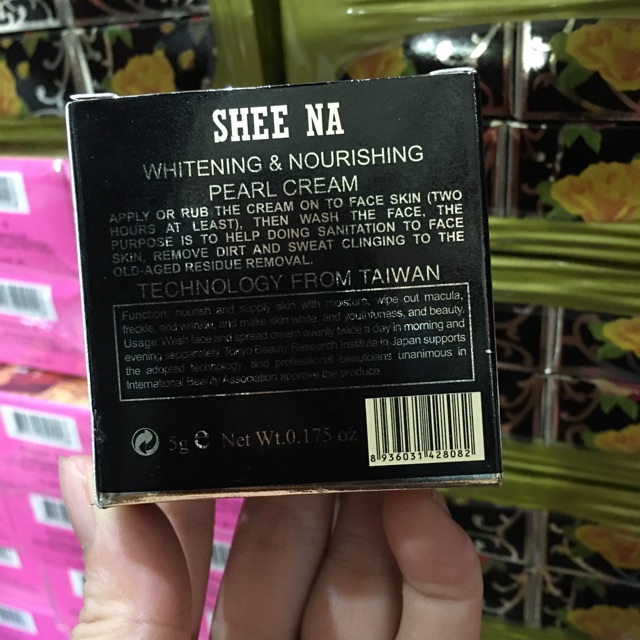 SHEE NA
WHITENING & NOURISHING
PEARL CREAM
APPLY OR RUB THE CREAM ON TO FACE SKIN (TWO
HOURS AT LEAST), THEN WASH THE FACE, THE
PURPOSE IS TO HELP DOING SANITATION TO FACE
SKIN, REMOVE DIRT AND SWEAT CLINGING TO THE
OLD-AGED RESIDUE REMOVAL.
TECHNOLOGY FROM TAIWAN
Function: nourish and supply skin with moisture, wipe out macula,
freckle, and wrinkle, and make skin white, and youthfulness, and beauty.
Usage: Wash face and spread cream evenly twice a day in morning and
evening sepparately. Tokyo Beauty Research Institute in Japan supports
the adopted technology, and professional beauticians unanimous in
International Beauty Association approve the produce.
5g e Net Wt.0.175 oz
8 936031 428082